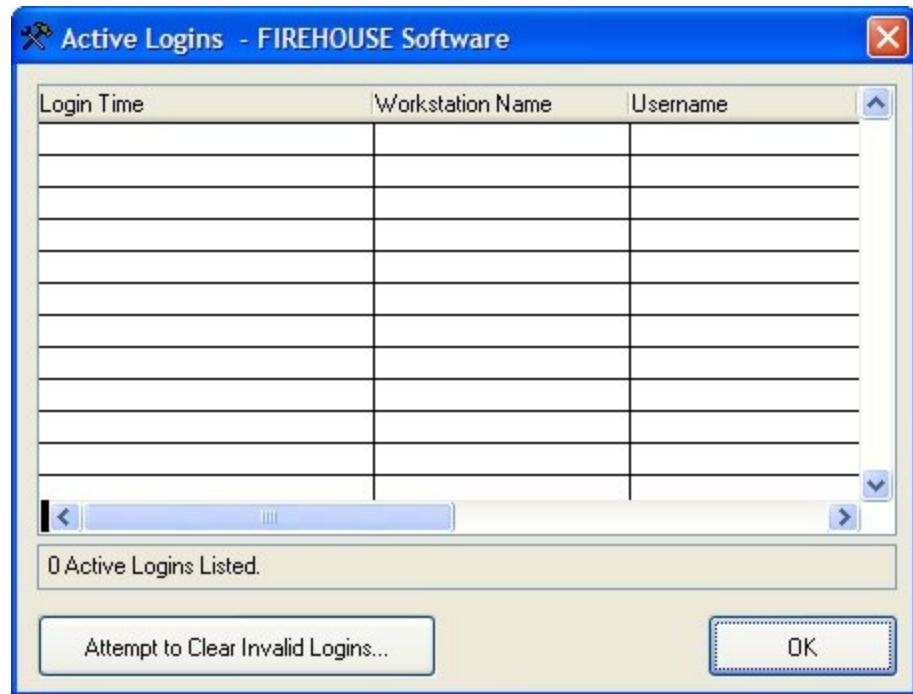 Active Logins - FIREHOUSE Software
Login Time Workstation Name Username
0 Active Logins Listed.
Attempt to Clear Invalid Logins... OK